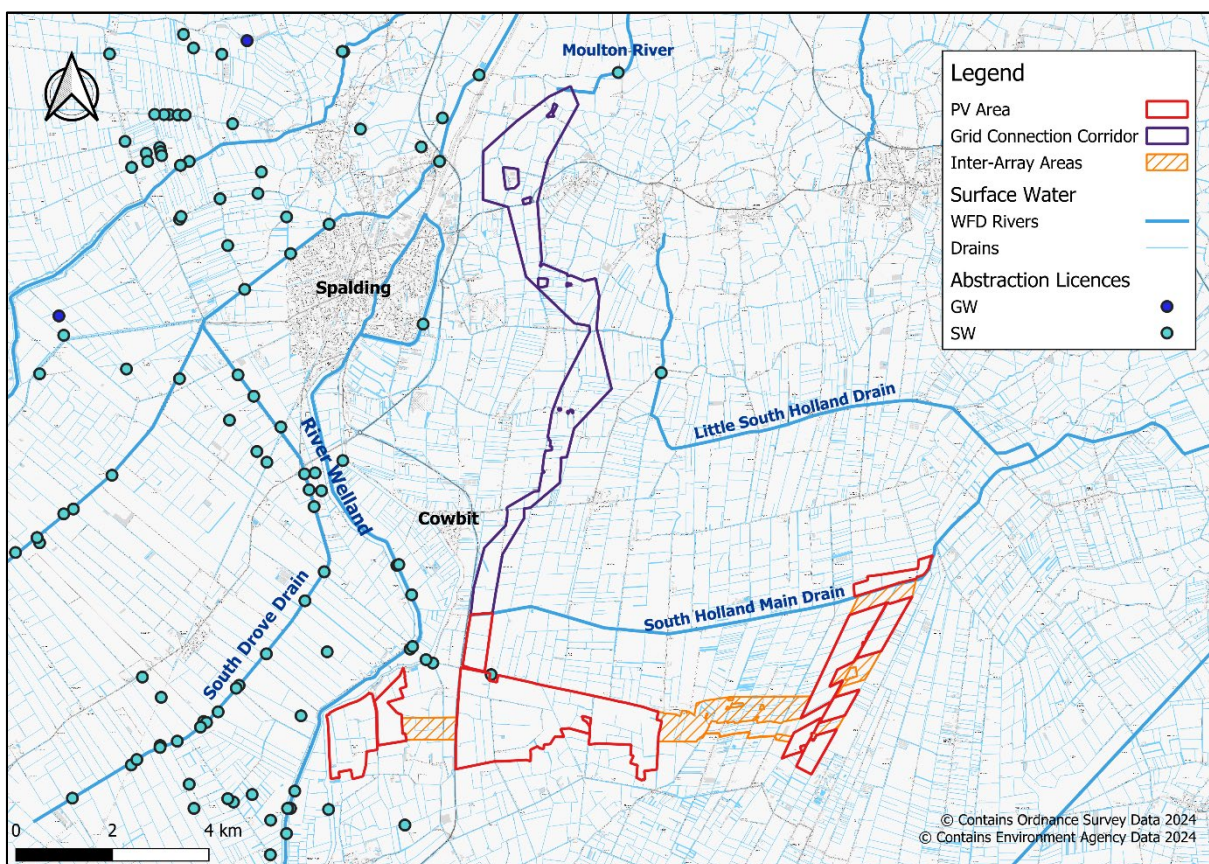 Moulton River
Legend
PV Area
Grid Connection Corridor
Inter-Array Areas
Surface Water
WFD Rivers
Drains
Abstraction Licences
GW
SW
Spalding
Little South Holland Drain
River Welland
Cowbit
South Holland Main Drain
South Drove Drain
0 2 4 km
© Contains Ordnance Survey Data 2024
© Contains Environment Agency Data 2024